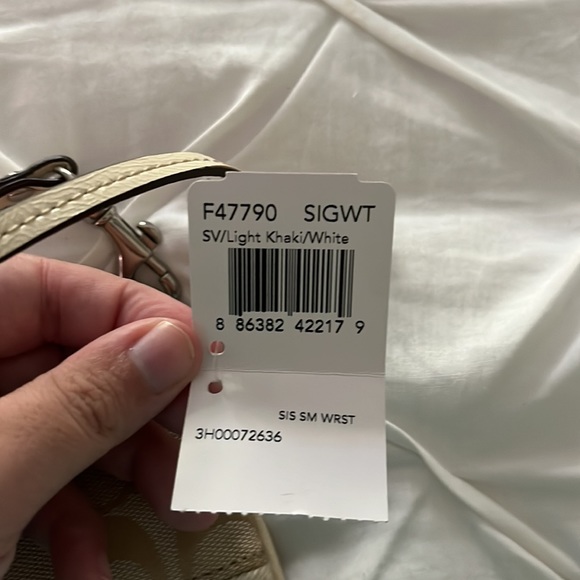 F47790 SIGWT
SV/Light Khaki/White
8 86382 42217 9
SIS SM WRST
3H00072636